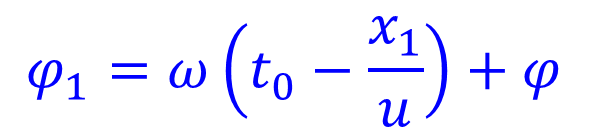 φ₁ = ω (t₀ − x₁/u) + φ